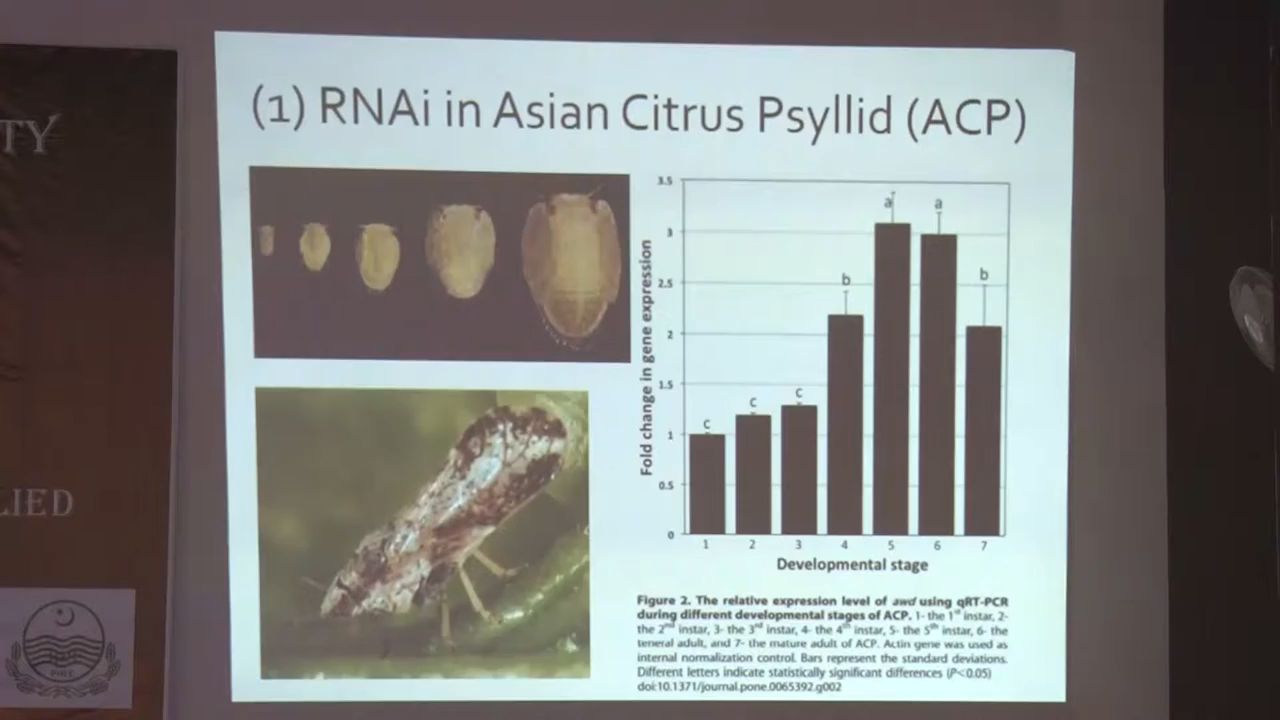 (1) RNAi in Asian Citrus Psyllid (ACP)
TY
LIED
3.5
3
2.5
2
1.5
1
0.5
0
Fold change in gene expression
c
c
c
b
a
a
b
1 2 3 4 5 6 7
Developmental stage
Figure 2. The relative expression level of awd using qRT-PCR
during different developmental stages of ACP. 1- the 1st instar, 2-
the 2nd instar, 3- the 3rd instar, 4- the 4th instar, 5- the 5th instar, 6- the
teneral adult, and 7- the mature adult of ACP. Actin gene was used as
internal normalization control. Bars represent the standard deviations.
Different letters indicate statistically significant differences (P<0.05)
doi:10.1371/journal.pone.0065392.g002